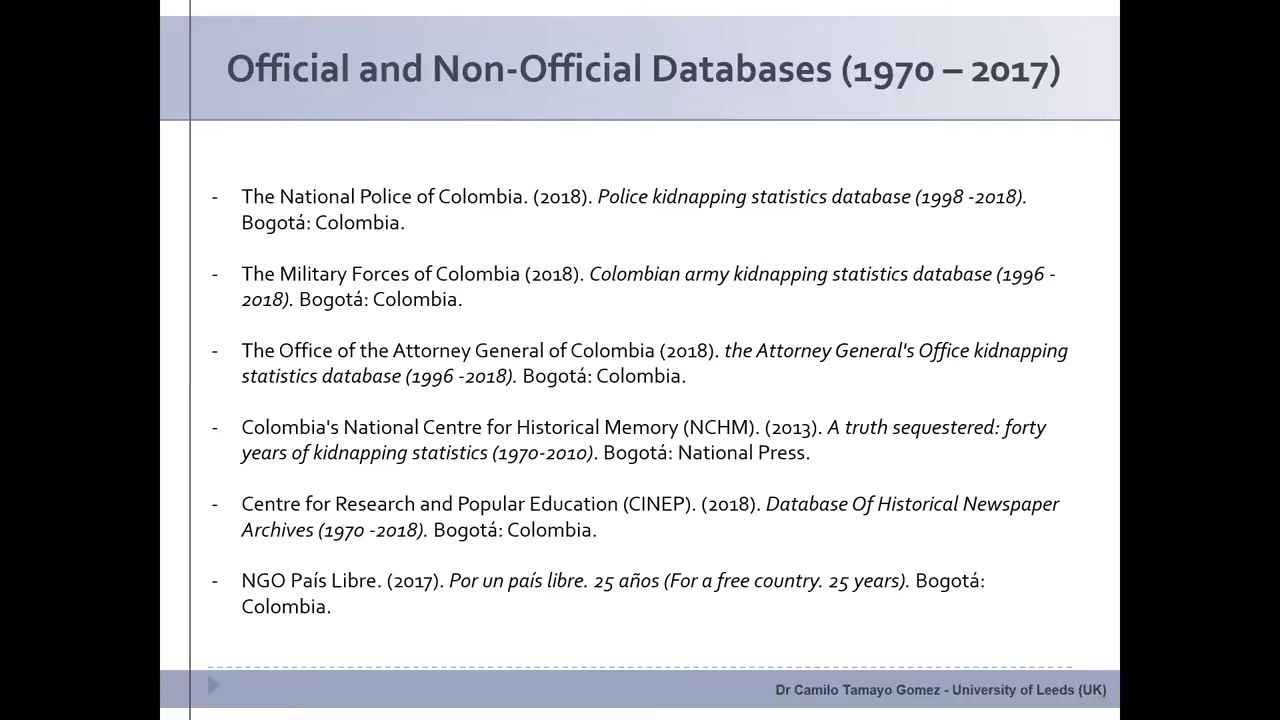 Official and Non-Official Databases (1970 – 2017)
- The National Police of Colombia. (2018). Police kidnapping statistics database (1998 -2018).
Bogotá: Colombia.
- The Military Forces of Colombia (2018). Colombian army kidnapping statistics database (1996 -
2018). Bogotá: Colombia.
- The Office of the Attorney General of Colombia (2018). the Attorney General's Office kidnapping
statistics database (1996 -2018). Bogotá: Colombia.
- Colombia's National Centre for Historical Memory (NCHM). (2013). A truth sequestered: forty
years of kidnapping statistics (1970-2010). Bogotá: National Press.
- Centre for Research and Popular Education (CINEP). (2018). Database Of Historical Newspaper
Archives (1970 -2018). Bogotá: Colombia.
- NGO País Libre. (2017). Por un país libre. 25 años (For a free country. 25 years). Bogotá:
Colombia.
Dr Camilo Tamayo Gomez - University of Leeds (UK)